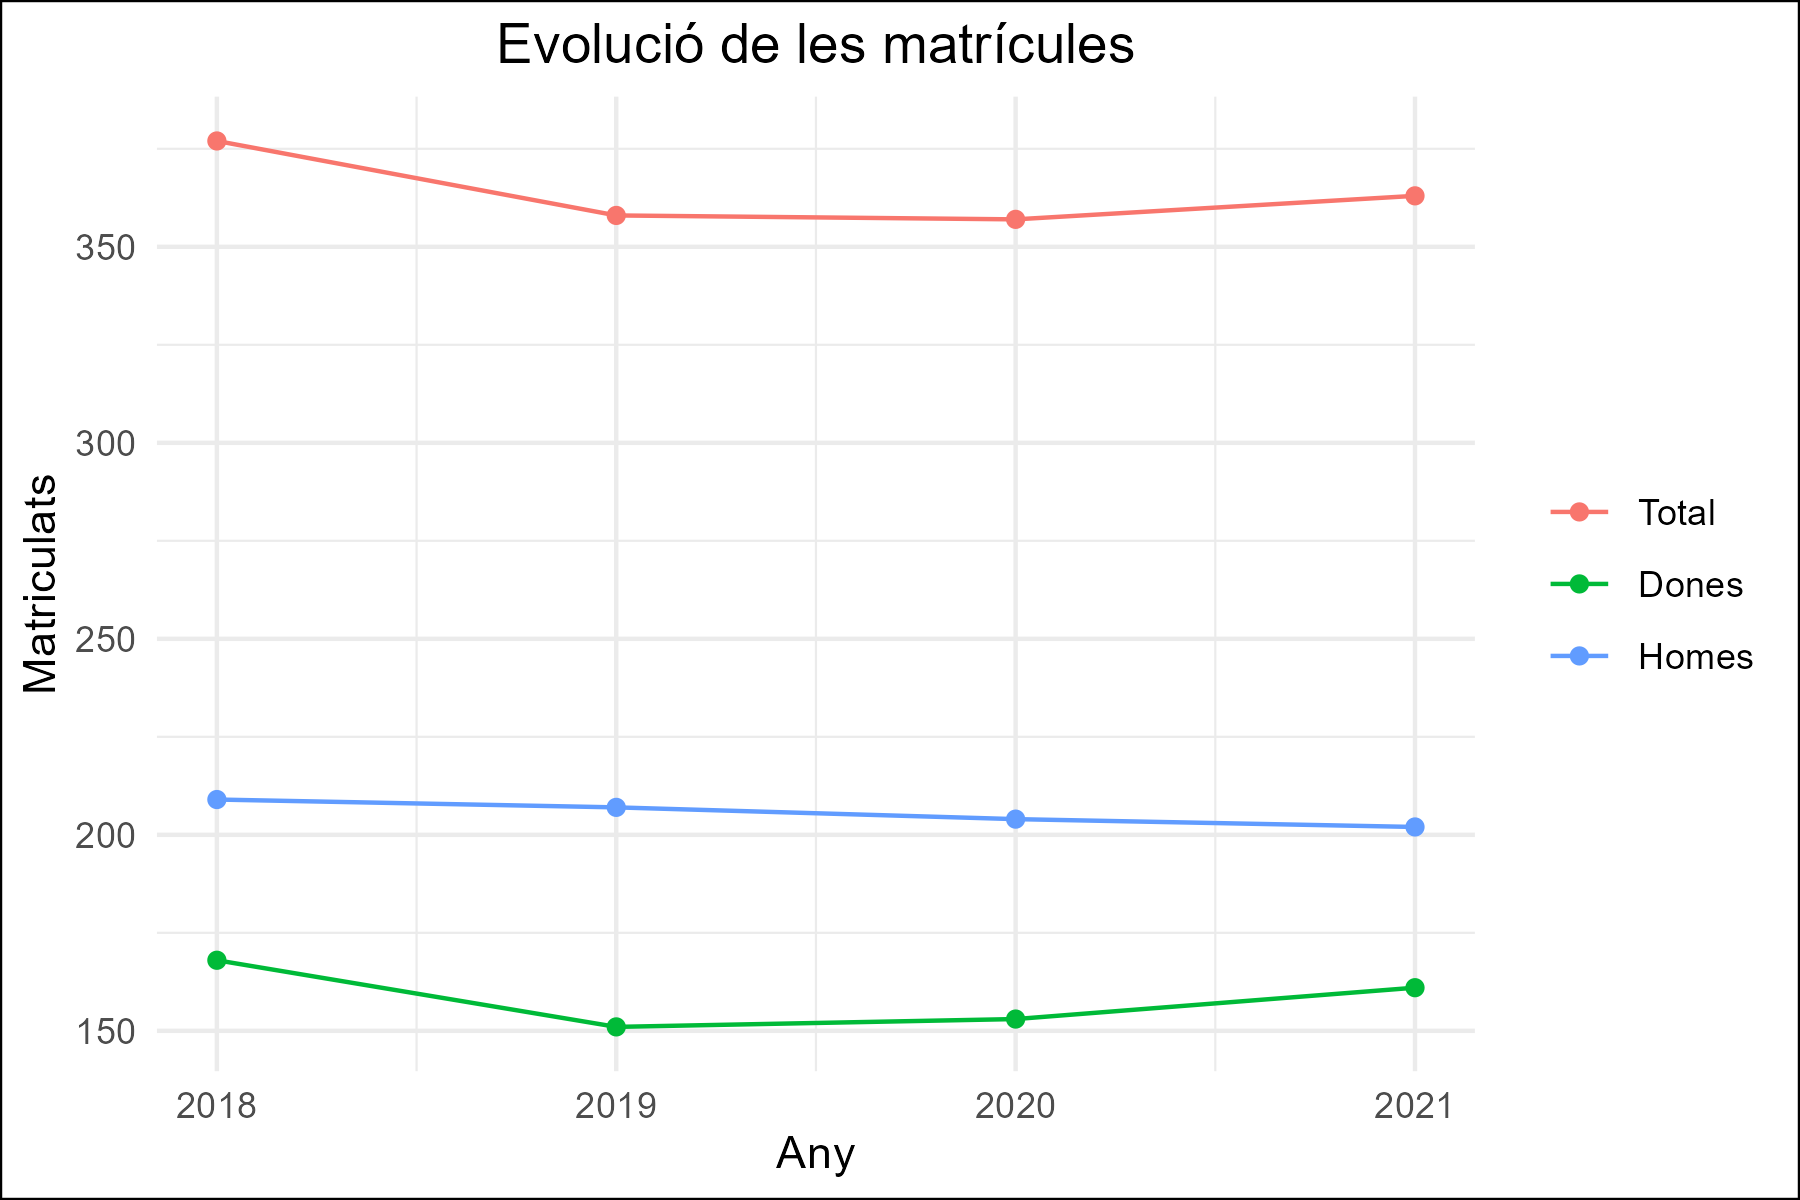 Evolució de les matrícules
Matriculats
350
300
250
200
150
2018 2019 2020 2021
Any
Total
Dones
Homes